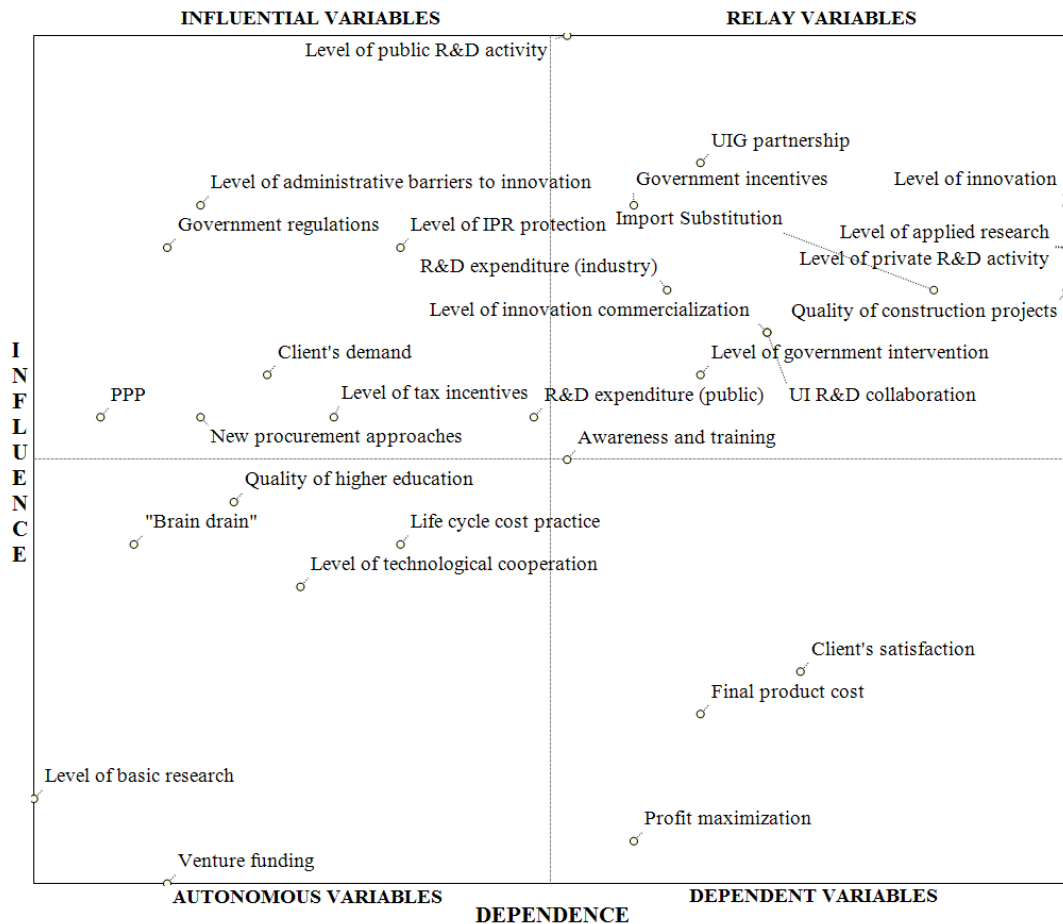 INFLUENTIAL VARIABLES
RELAY VARIABLES
Level of public R&D activity
UIG partnership
Level of administrative barriers to innovation
Government incentives
Level of innovation
Government regulations
Level of IPR protection
Import Substitution
Level of applied research
R&D expenditure (industry)
Level of private R&D activity
Level of innovation commercialization
Quality of construction projects
Client's demand
Level of government intervention
PPP
Level of tax incentives
R&D expenditure (public)
UI R&D collaboration
New procurement approaches
Awareness and training
INFLUENCE
Quality of higher education
"Brain drain"
Life cycle cost practice
Level of technological cooperation
Client's satisfaction
Final product cost
Level of basic research
Profit maximization
Venture funding
AUTONOMOUS VARIABLES
DEPENDENT VARIABLES
DEPENDENCE